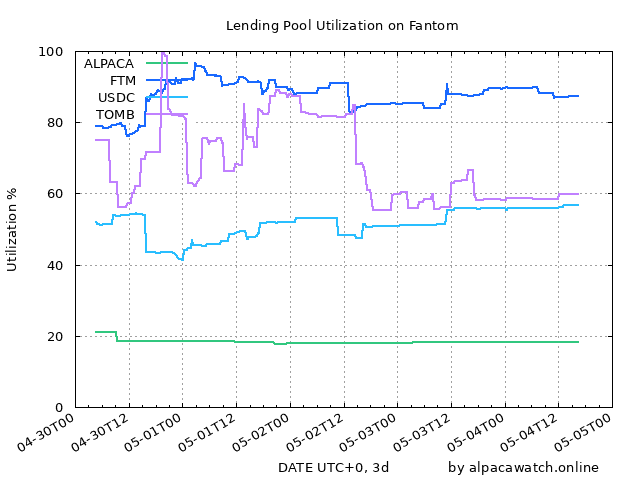 Lending Pool Utilization on Fantom
ALPACA
FTM
USDC
TOMB
Utilization %
100
80
60
40
20
0
04-30T00
04-30T12
05-01T00
05-01T12
05-02T00
05-02T12
05-03T00
05-03T12
05-04T00
05-04T12
05-05T00
DATE UTC+0, 3d
by alpacawatch.online